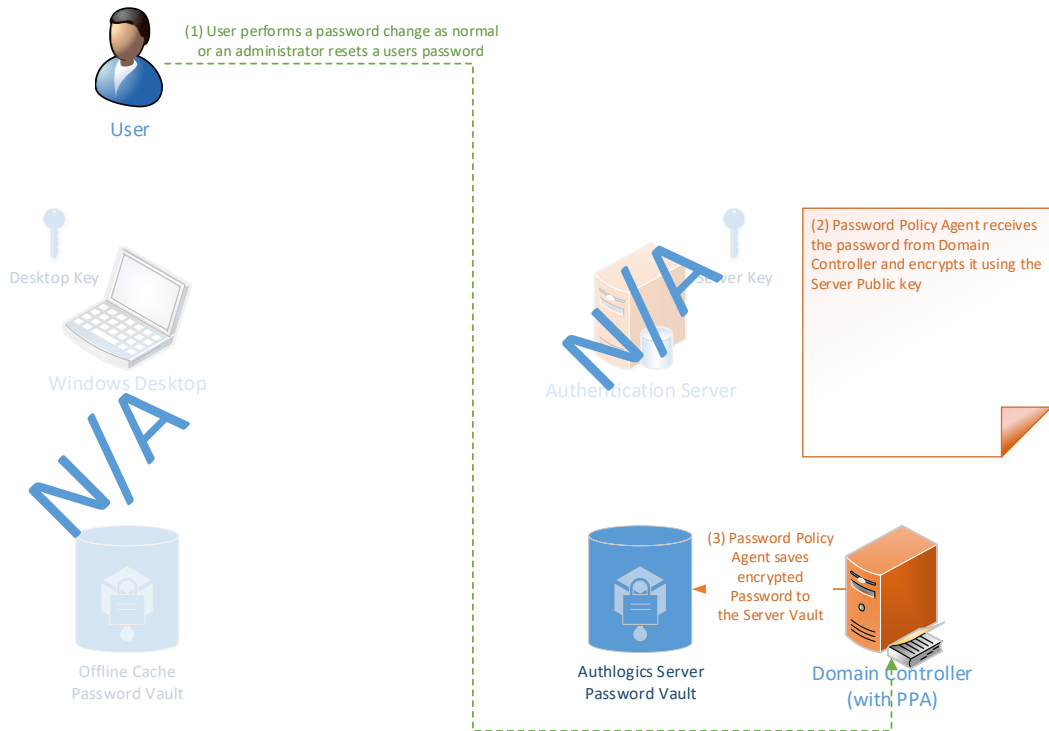 (1) User performs a password change as normal
or an administrator resets a users password
User
Desktop Key
Windows Desktop
N/A
Server Key
N/A
Authentication Server
(2) Password Policy Agent receives
the password from Domain
Controller and encrypts it using the
Server Public key
Offline Cache
Password Vault
Authlogics Server
Password Vault
(3) Password Policy
Agent saves
encrypted
Password to
the Server Vault
Domain Controller
(with PPA)